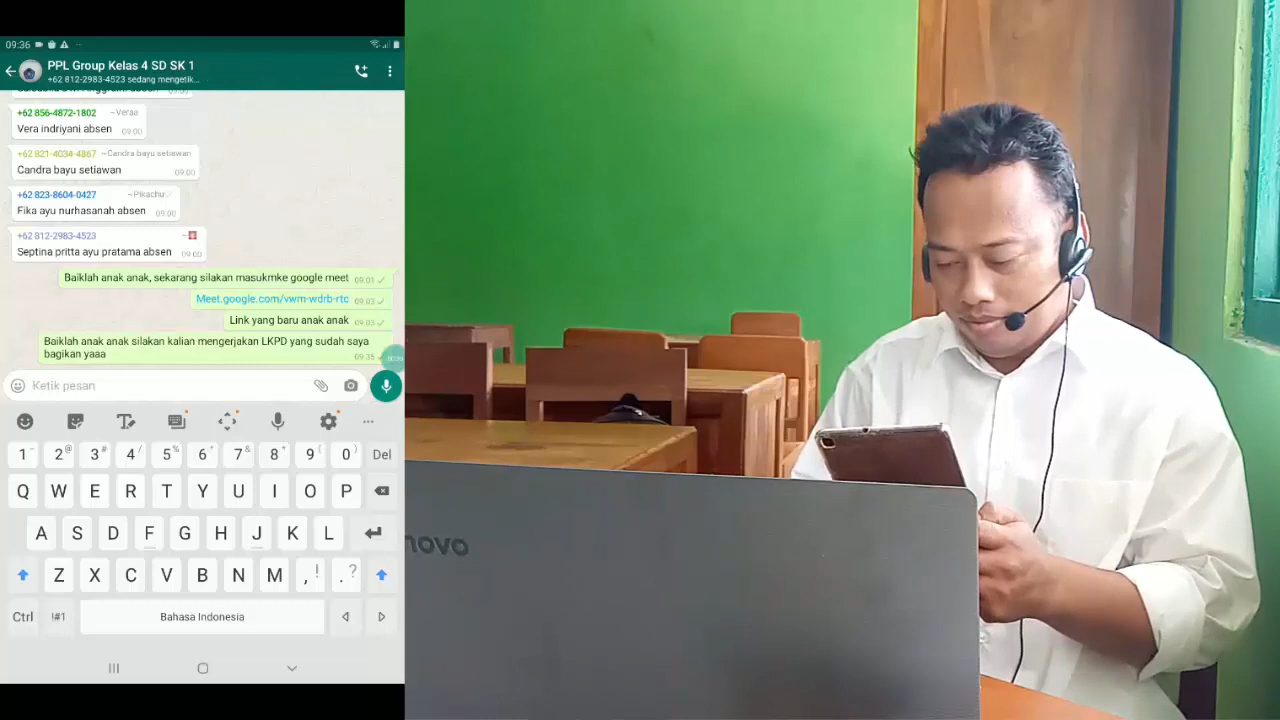 09:36
PPL Group Kelas 4 SD SK 1
+62 812-2983-4523 sedang mengetik...
09:00
+62 856-4872-1802 ~Veraa
Vera indriyani absen 09:00
+62 821-4034-4867 ~Candra bayu setiawan
Candra bayu setiawan 09:00
+62 823-8604-0427 ~Pikachu
Fika ayu nurhasanah absen 09:00
+62 812-2983-4523 ~
Septina pritta ayu pratama absen 09:00
Baiklah anak anak, sekarang silakan masukmke google meet 09:01
Meet.google.com/vwm-wdrb-rtc 09:03
Link yang baru anak anak 09:03
Baiklah anak anak silakan kalian mengerjakan LKPD yang sudah saya
bagikan yaaa 09:35
Ketik pesan
1 - 2 @ 3 # 4 / 5 % 6 ^ 7 & 8 + 9 ( 0 ) Del
Q W E R T Y U I O P
A S D F G H J K L
Z X C V B N M , ! . ?
Ctrl !#1 Bahasa Indonesia
novo